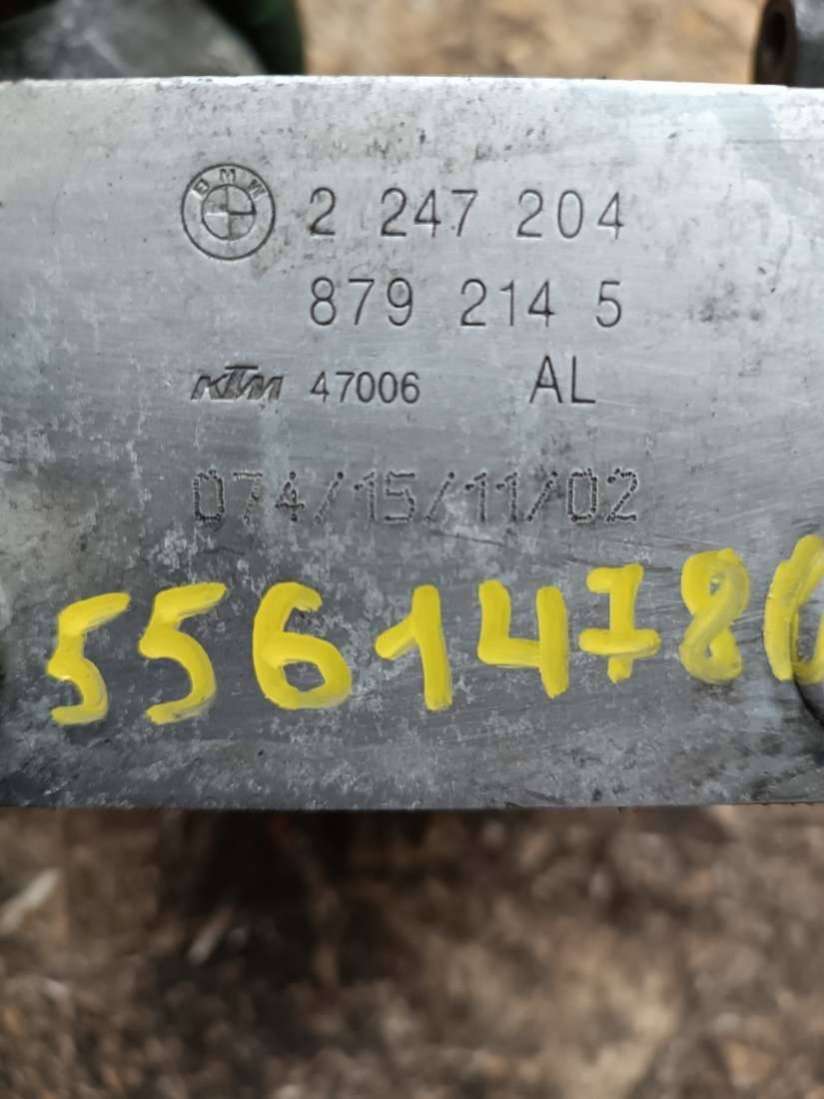 BMW 2 247 204
879 214 5
KTM 47006 AL
074/15/11/02
5561478